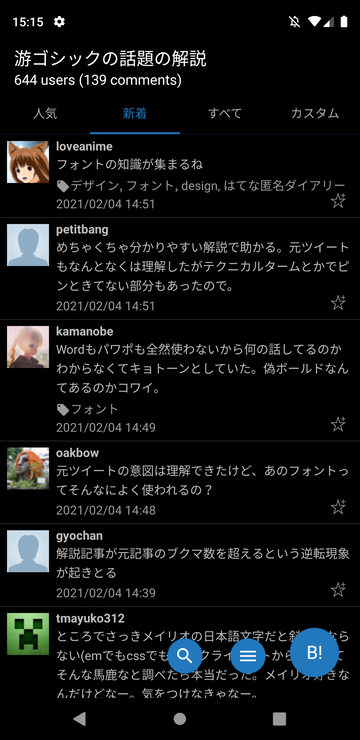 15:15
游ゴシックの話題の解説
644 users (139 comments)
人気 新着 すべて カスタム
loveanime
フォントの知識が集まるね
デザイン, フォント, design, はてな匿名ダイアリー
2021/02/04 14:51
petitbang
めちゃくちゃ分かりやすい解説で助かる。元ツイート
もなんとなくは理解したがテクニカルタームとかでピ
ンときてない部分もあったので。
2021/02/04 14:51
kamanobe
Wordもパワポも全然使わないから何の話してるのか
わからなくてキョトーンとしていた。偽ボールドなん
てあるのかコワイ。
フォント
2021/02/04 14:49
oakbow
元ツイートの意図は理解できたけど、あのフォントっ
てそんなによく使われるの？
2021/02/04 14:48
gyochan
解説記事が元記事のブクマ数を超えるという逆転現象
が起きとる
2021/02/04 14:39
tmayuko312
ところでさっきメイリオの日本語文字だと斜 なら
ない(emでもcssでも クライ トから
そんな馬鹿なと調べたら本当だった。メイリオ好きな
んだけどなー。気をつけなきゃなー。
B!